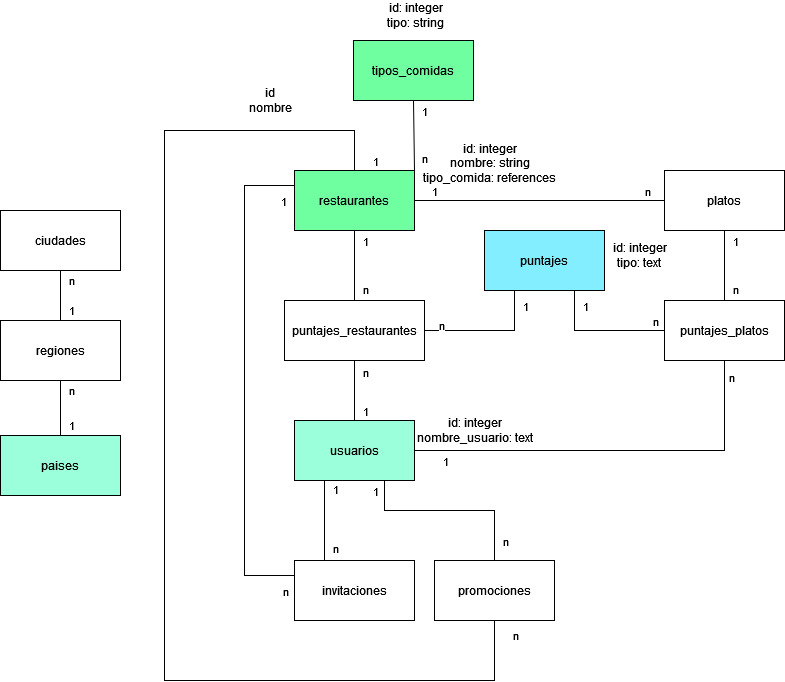 id: integer
tipo: string
tipos_comidas
1
id
nombre
n
id: integer
nombre: string
tipo_comida: references
1
1
restaurantes
1
n
platos
ciudades
1
1
puntajes
id: integer
tipo: text
n
n
n
1
1
1
regiones
puntajes_restaurantes
n
n
puntajes_platos
n
n
n
1
1
id: integer
nombre_usuario: text
paises
usuarios
1
1
1
n
n
n
invitaciones
promociones
n